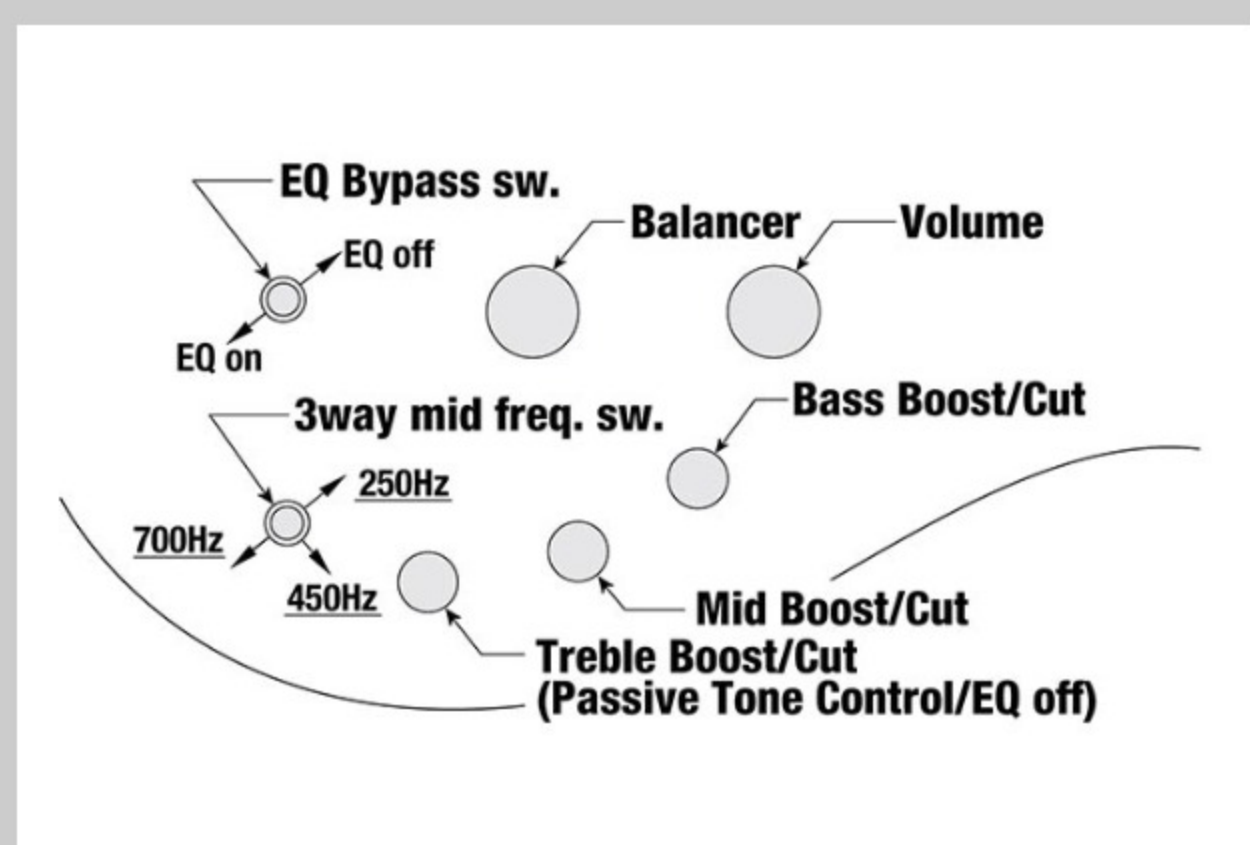 EQ Bypass sw.
EQ off
EQ on
Balancer
Volume
3way mid freq. sw.
250Hz
700Hz
450Hz
Bass Boost/Cut
Mid Boost/Cut
Treble Boost/Cut
(Passive Tone Control/EQ off)